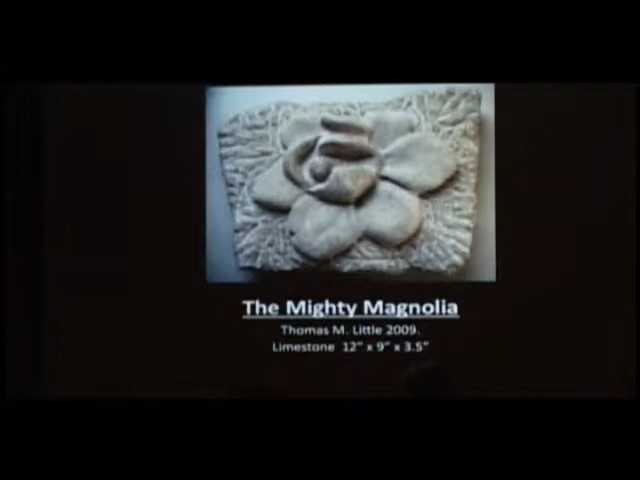 The Mighty Magnolia
Thomas M. Little 2009.
Limestone 12" x 9" x 3.5"